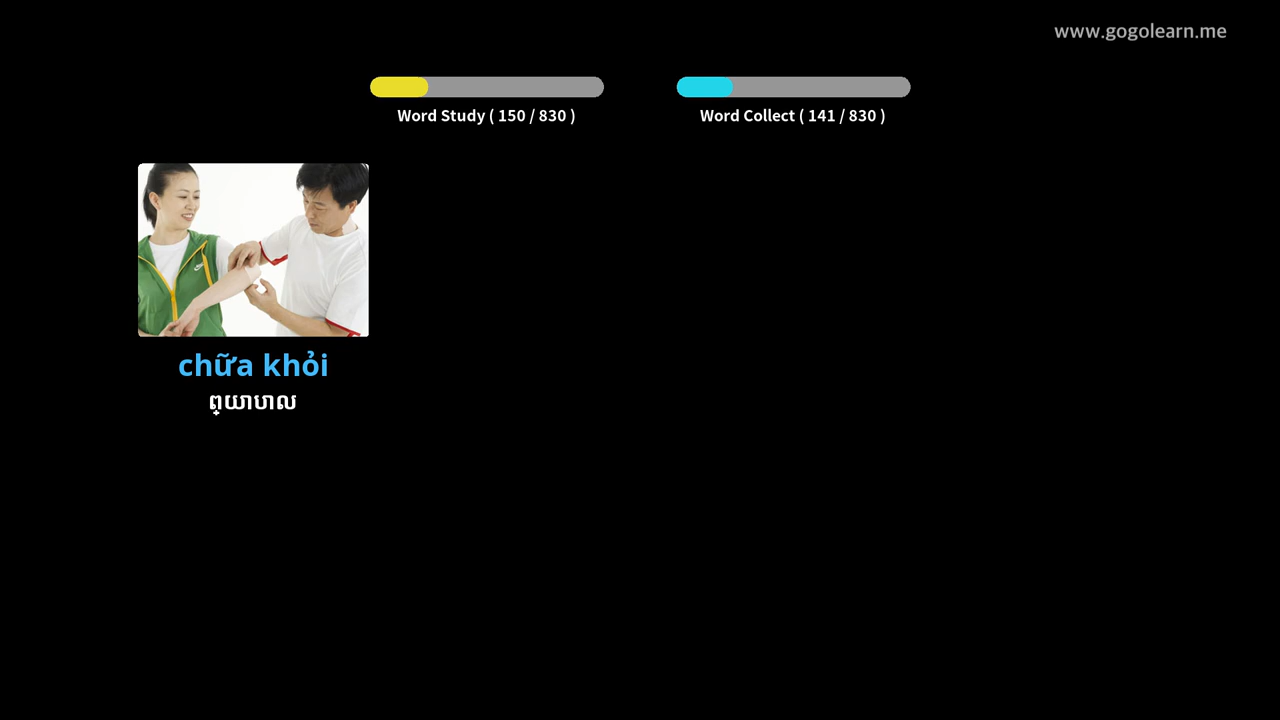 www.gogolearn.me
Word Study ( 150 / 830 )
Word Collect ( 141 / 830 )
chữa khỏi
ព្យាបាល